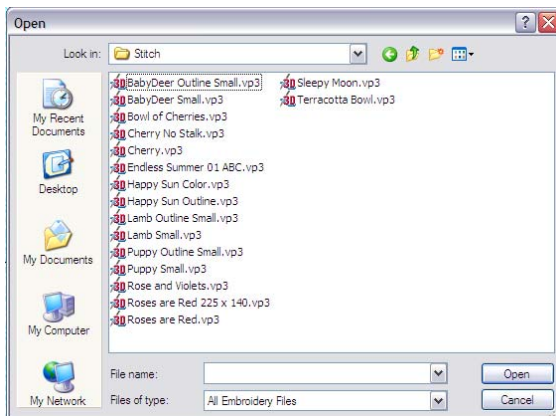 Open
Look in:
Stitch
My Recent
Documents
Desktop
My Documents
My Computer
My Network
BabyDeer Outline Small.vp3
BabyDeer Small.vp3
Bowl of Cherries.vp3
Cherry No Stalk.vp3
Cherry.vp3
Endless Summer 01 ABC.vp3
Happy Sun Color.vp3
Happy Sun Outline.vp3
Lamb Outline Small.vp3
Lamb Small.vp3
Puppy Outline Small.vp3
Puppy Small.vp3
Rose and Violets.vp3
Roses are Red 225 x 140.vp3
Roses are Red.vp3
Sleepy Moon.vp3
Terracotta Bowl.vp3
File name:
Open
Files of type:
All Embroidery Files
Cancel